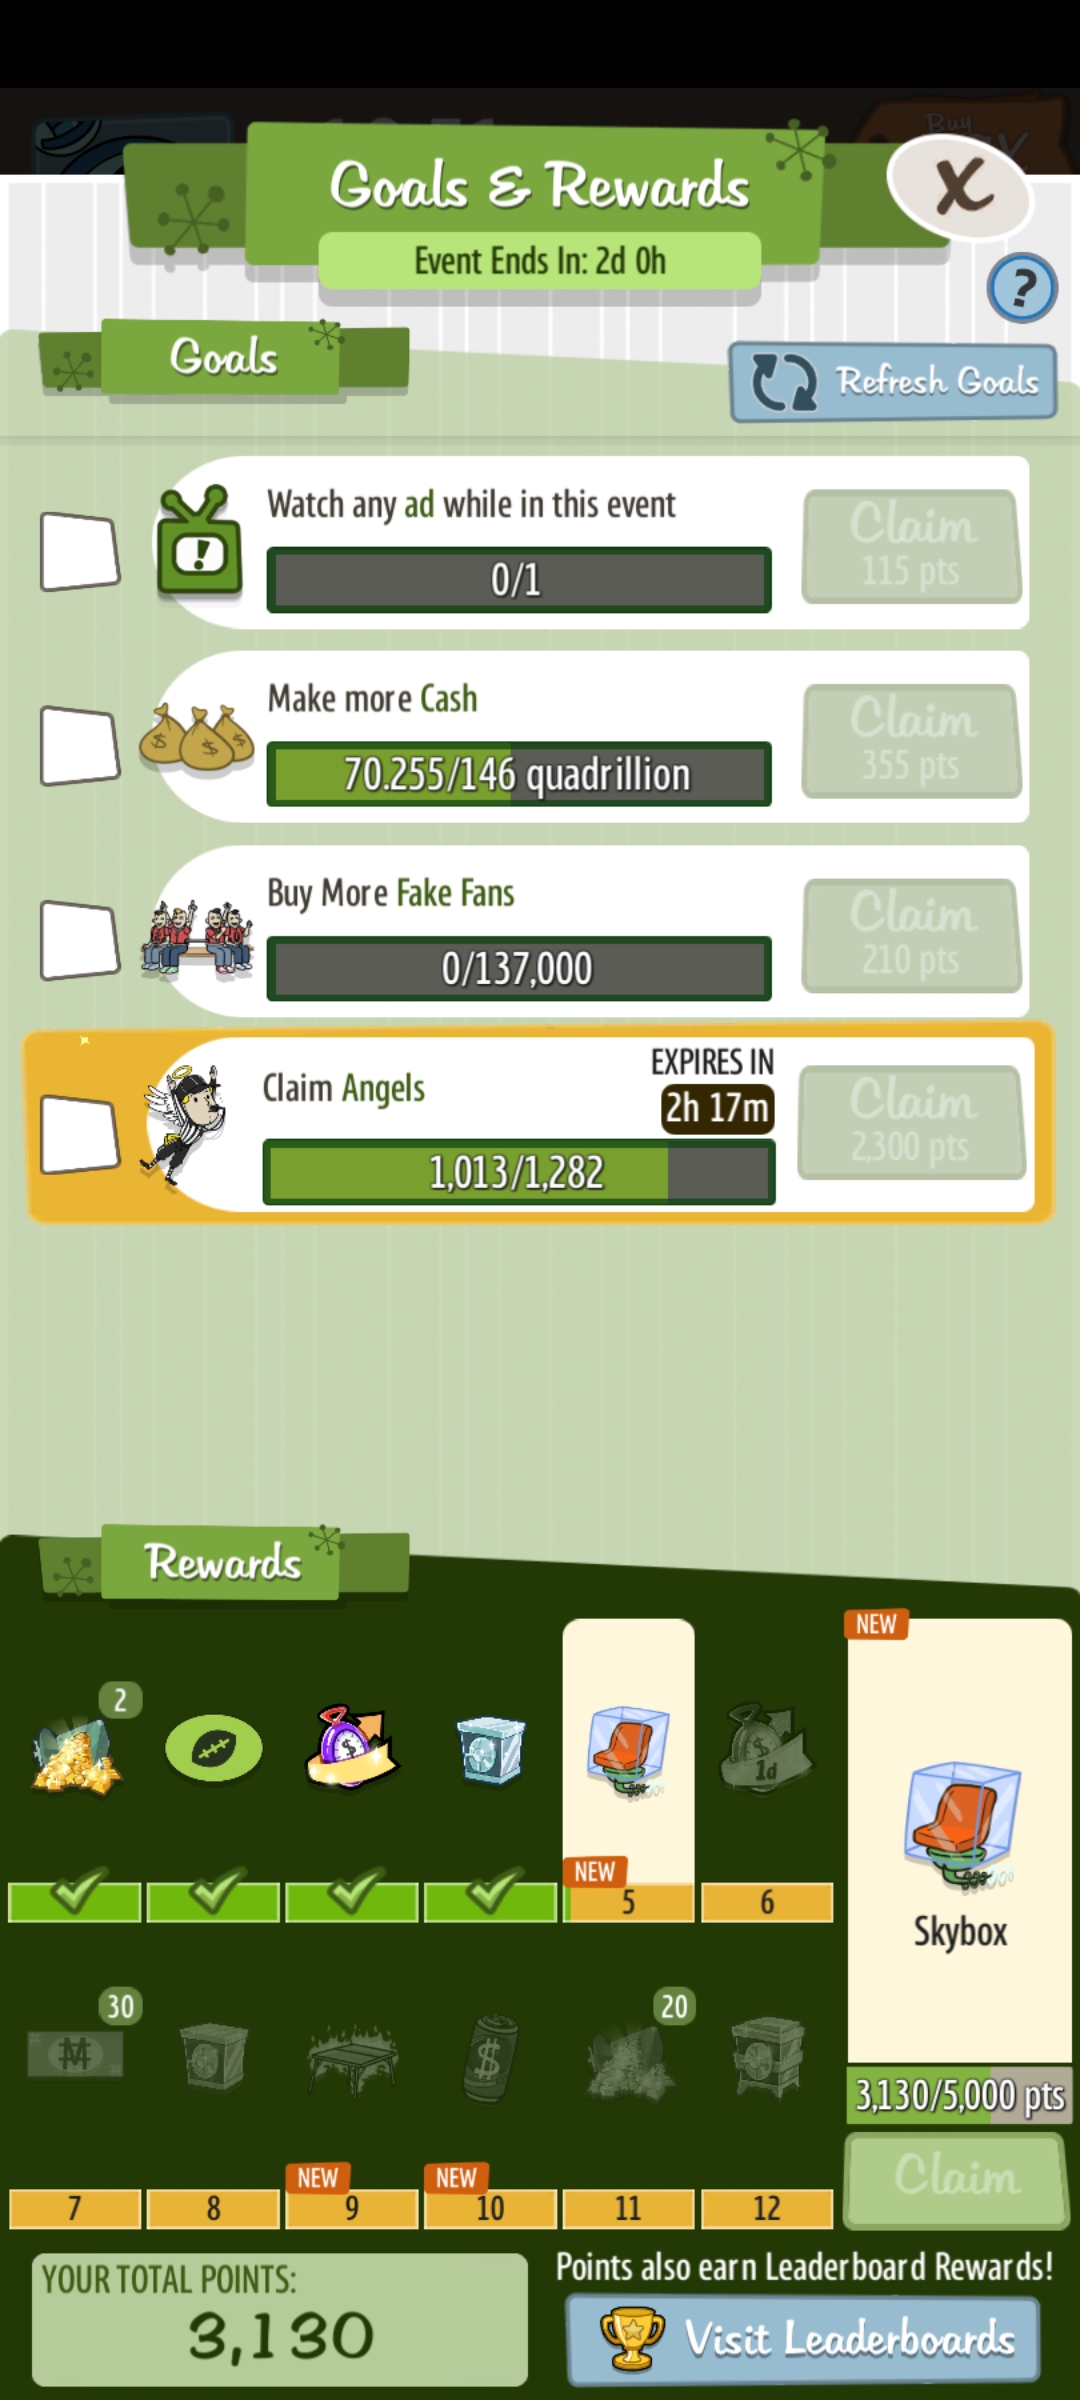 Buy
Goals & Rewards
X
Event Ends In: 2d 0h
?
Goals
Refresh Goals
Watch any ad while in this event
0/1
Claim
115 pts
Make more Cash
70.255/146 quadrillion
Claim
355 pts
Buy More Fake Fans
0/137,000
Claim
210 pts
Claim Angels
EXPIRES IN
2h 17m
1,013/1,282
Claim
2,300 pts
Rewards
NEW
2
1d
NEW
5
6
Skybox
30
20
3,130/5,000 pts
NEW
NEW
7
8
9
10
11
12
Claim
YOUR TOTAL POINTS:
3,130
Points also earn Leaderboard Rewards!
Visit Leaderboards